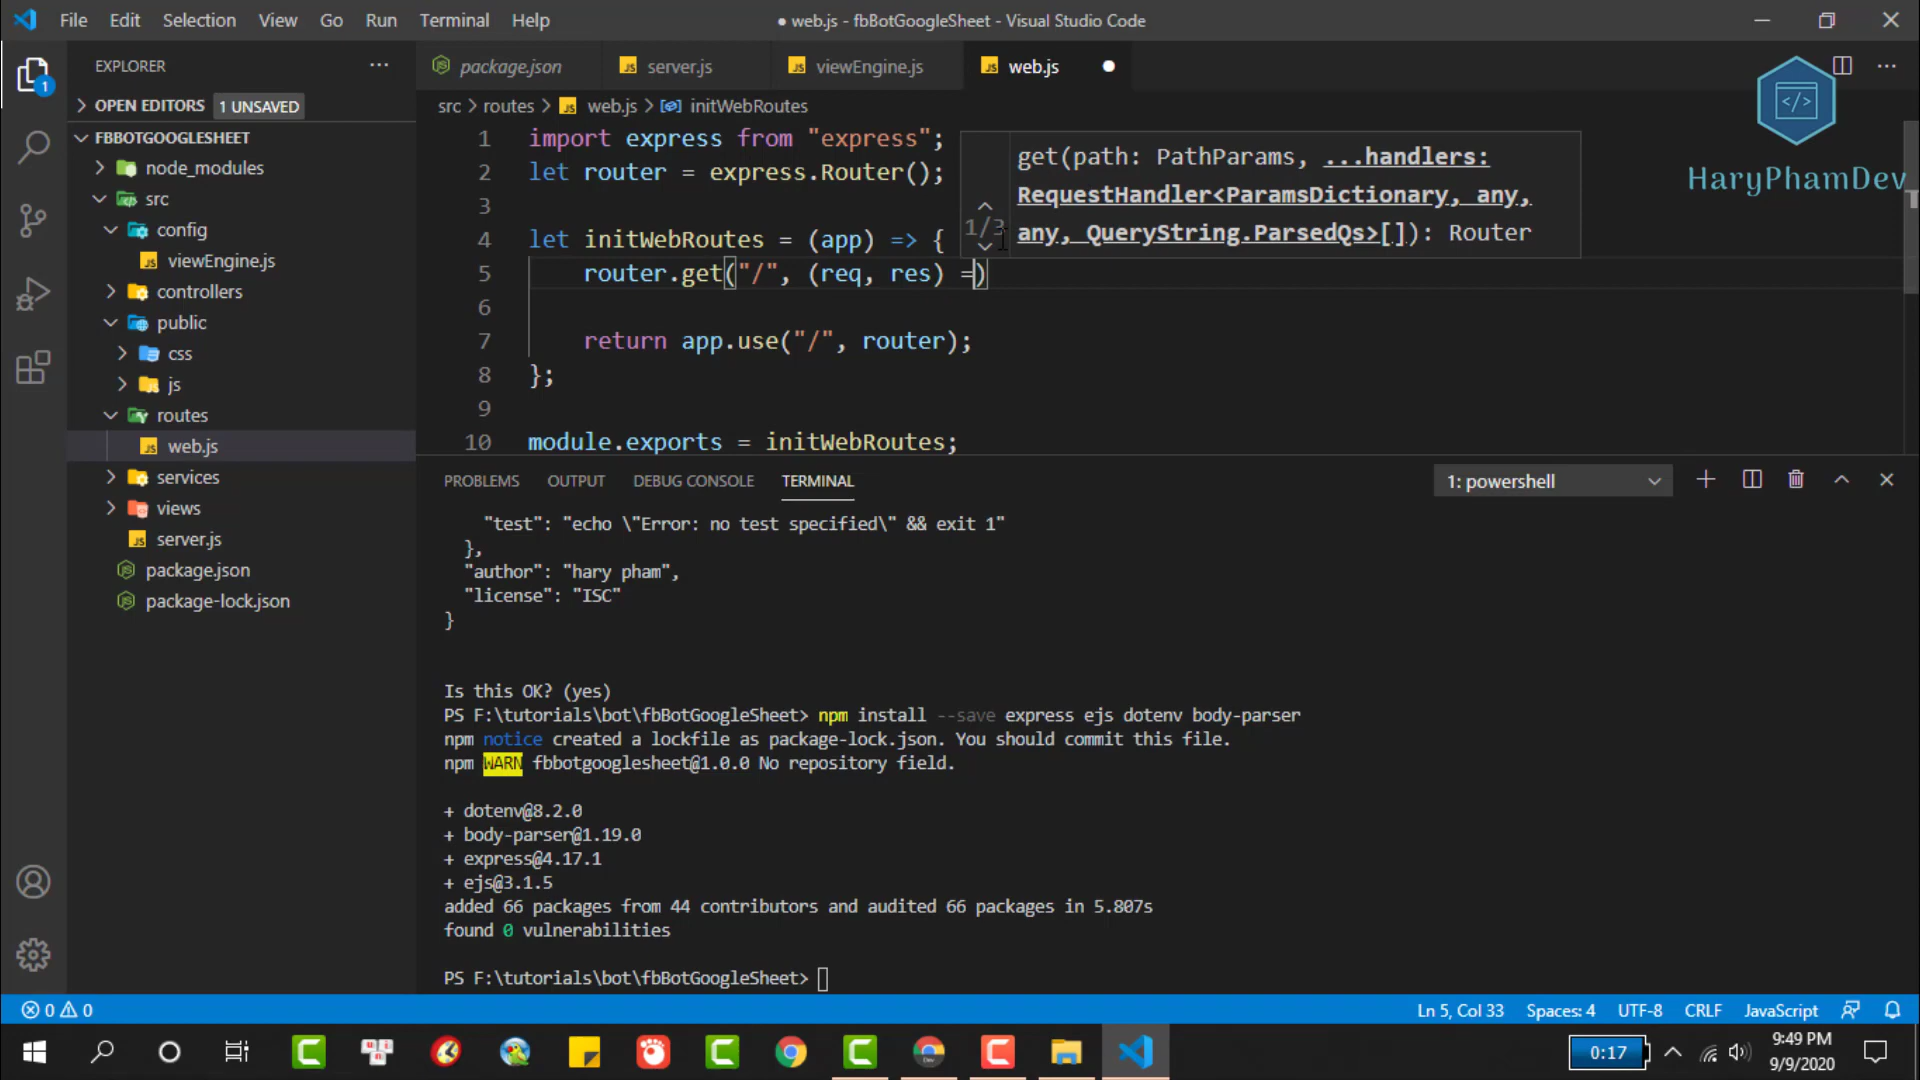 File Edit Selection View Go Run Terminal Help
● web.js - fbBotGoogleSheet - Visual Studio Code
EXPLORER
OPEN EDITORS 1 UNSAVED
FBBOTGOOGLESHEET
node_modules
src
config
viewEngine.js
controllers
public
css
js
routes
web.js
services
views
server.js
package.json
package-lock.json
1
package.json server.js viewEngine.js web.js
src > routes > web.js > initWebRoutes
1 import express from "express";
2 let router = express.Router();
3
4 let initWebRoutes = (app) => {
5 router.get("/", (req, res) =)
6
7 return app.use("/", router);
8 };
9
10 module.exports = initWebRoutes;
1/3
get(path: PathParams, ...handlers:
RequestHandler<ParamsDictionary, any,
any, QueryString.ParsedQs>[]): Router
</>
HaryPhamDev
PROBLEMS OUTPUT DEBUG CONSOLE TERMINAL
1: powershell
"test": "echo \"Error: no test specified\" && exit 1"
},
"author": "hary pham",
"license": "ISC"
}
Is this OK? (yes)
PS F:\tutorials\bot\fbBotGoogleSheet> npm install --save express ejs dotenv body-parser
npm notice created a lockfile as package-lock.json. You should commit this file.
npm WARN fbbotgooglesheet@1.0.0 No repository field.
+ dotenv@8.2.0
+ body-parser@1.19.0
+ express@4.17.1
+ ejs@3.1.5
added 66 packages from 44 contributors and audited 66 packages in 5.807s
found 0 vulnerabilities
PS F:\tutorials\bot\fbBotGoogleSheet>
0 0
Ln 5, Col 33 Spaces: 4 UTF-8 CRLF JavaScript
0:17
9:49 PM
9/9/2020